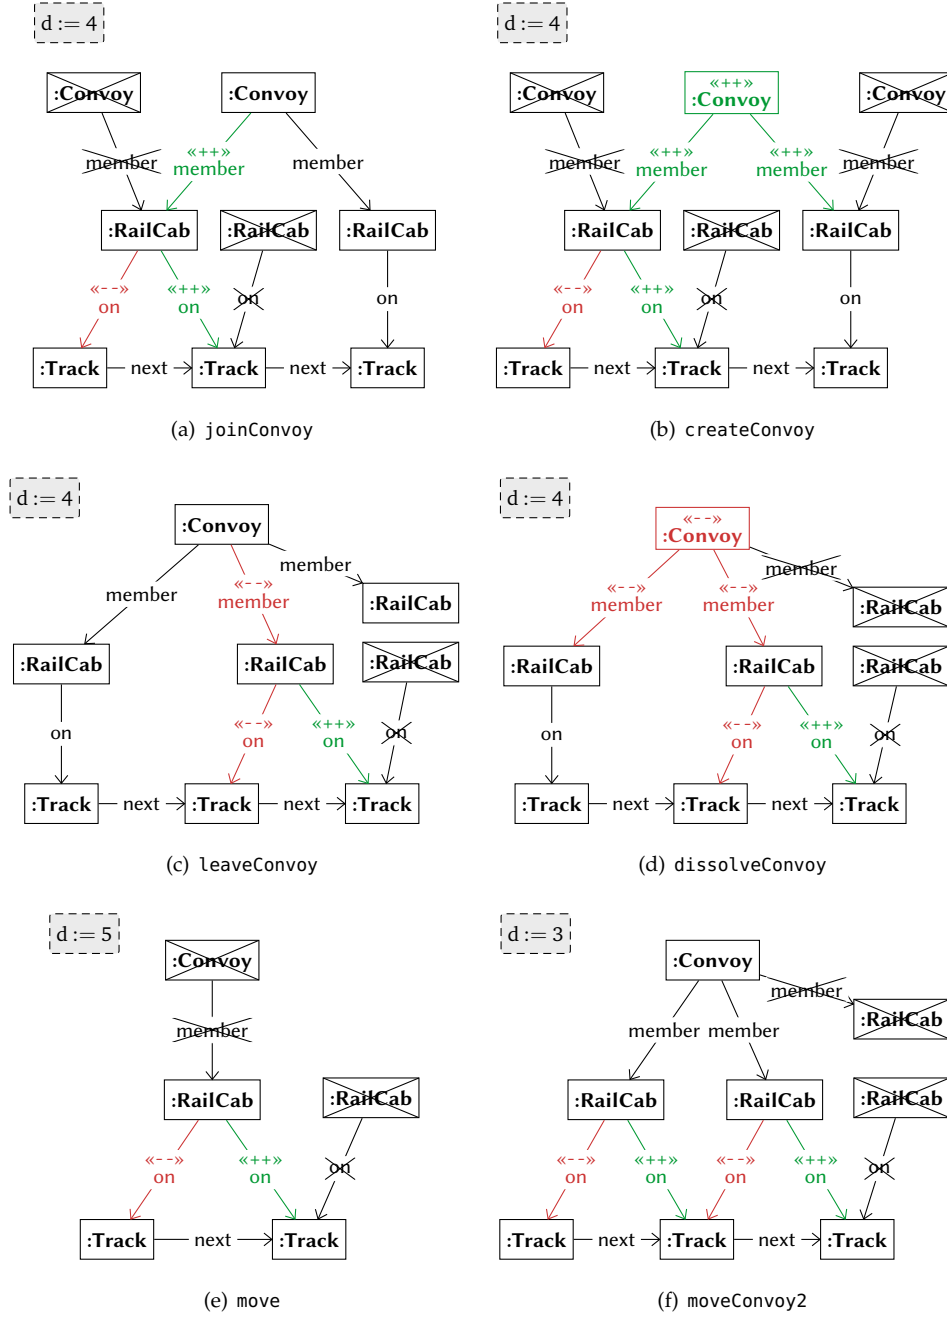 d := 4
d := 4
:Convoy
:Convoy
:Convoy
«++»
:Convoy
:Convoy
member
«++»
member
member
member
«++»
member
«++»
member
member
:RailCab
:RailCab
:RailCab
:RailCab
:RailCab
:RailCab
«--»
on
«++»
on
on
on
«--»
on
«++»
on
on
on
:Track
next
:Track
next
:Track
:Track
next
:Track
next
:Track
(a) joinConvoy
(b) createConvoy
d := 4
d := 4
:Convoy
«--»
:Convoy
member
«--»
member
member
:RailCab
«--»
member
«--»
member
member
:RailCab
:RailCab
:RailCab
:RailCab
:RailCab
:RailCab
:RailCab
on
«--»
on
«++»
on
on
on
«--»
on
«++»
on
on
:Track
next
:Track
next
:Track
:Track
next
:Track
next
:Track
(c) leaveConvoy
(d) dissolveConvoy
d := 5
d := 3
:Convoy
:Convoy
member
member
member
member
:RailCab
:RailCab
:RailCab
:RailCab
:RailCab
:RailCab
«--»
on
«++»
on
on
«--»
on
«++»
on
«--»
on
«++»
on
on
:Track
next
:Track
:Track
next
:Track
next
:Track
(e) move
(f) moveConvoy2